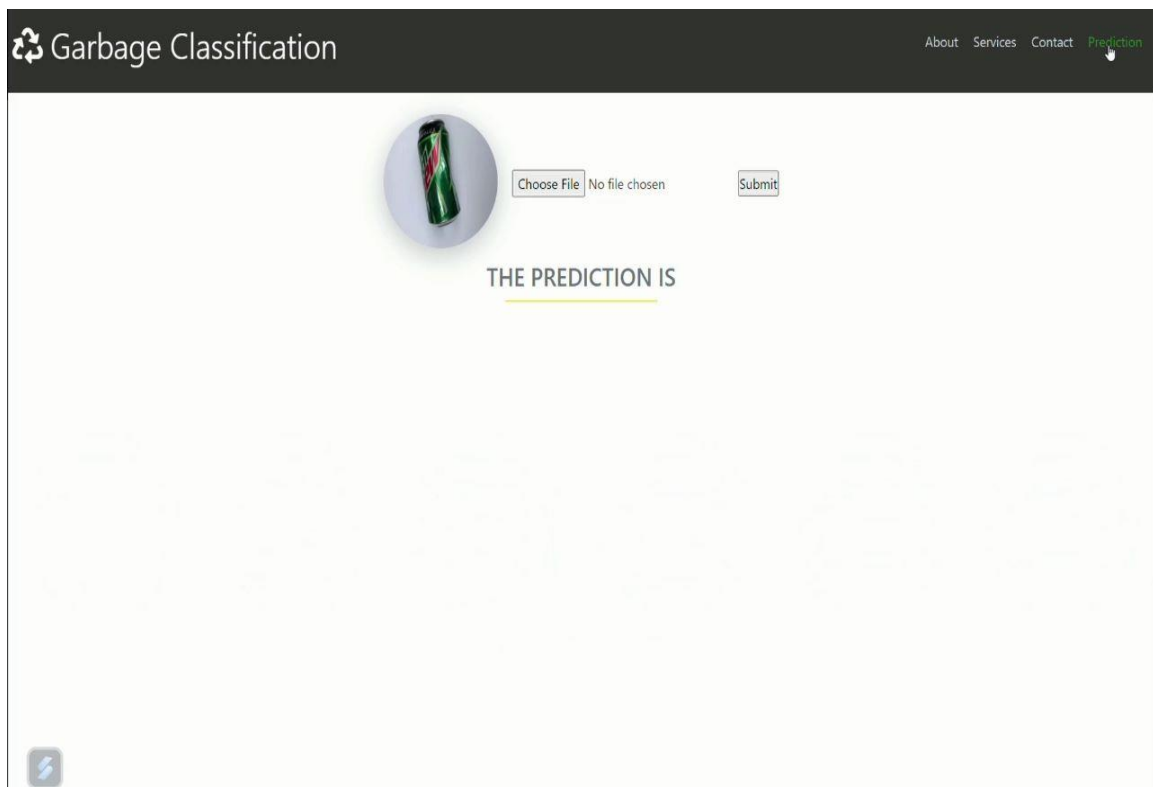 Garbage Classification
About Services Contact Prediction
Choose File No file chosen Submit
THE PREDICTION IS